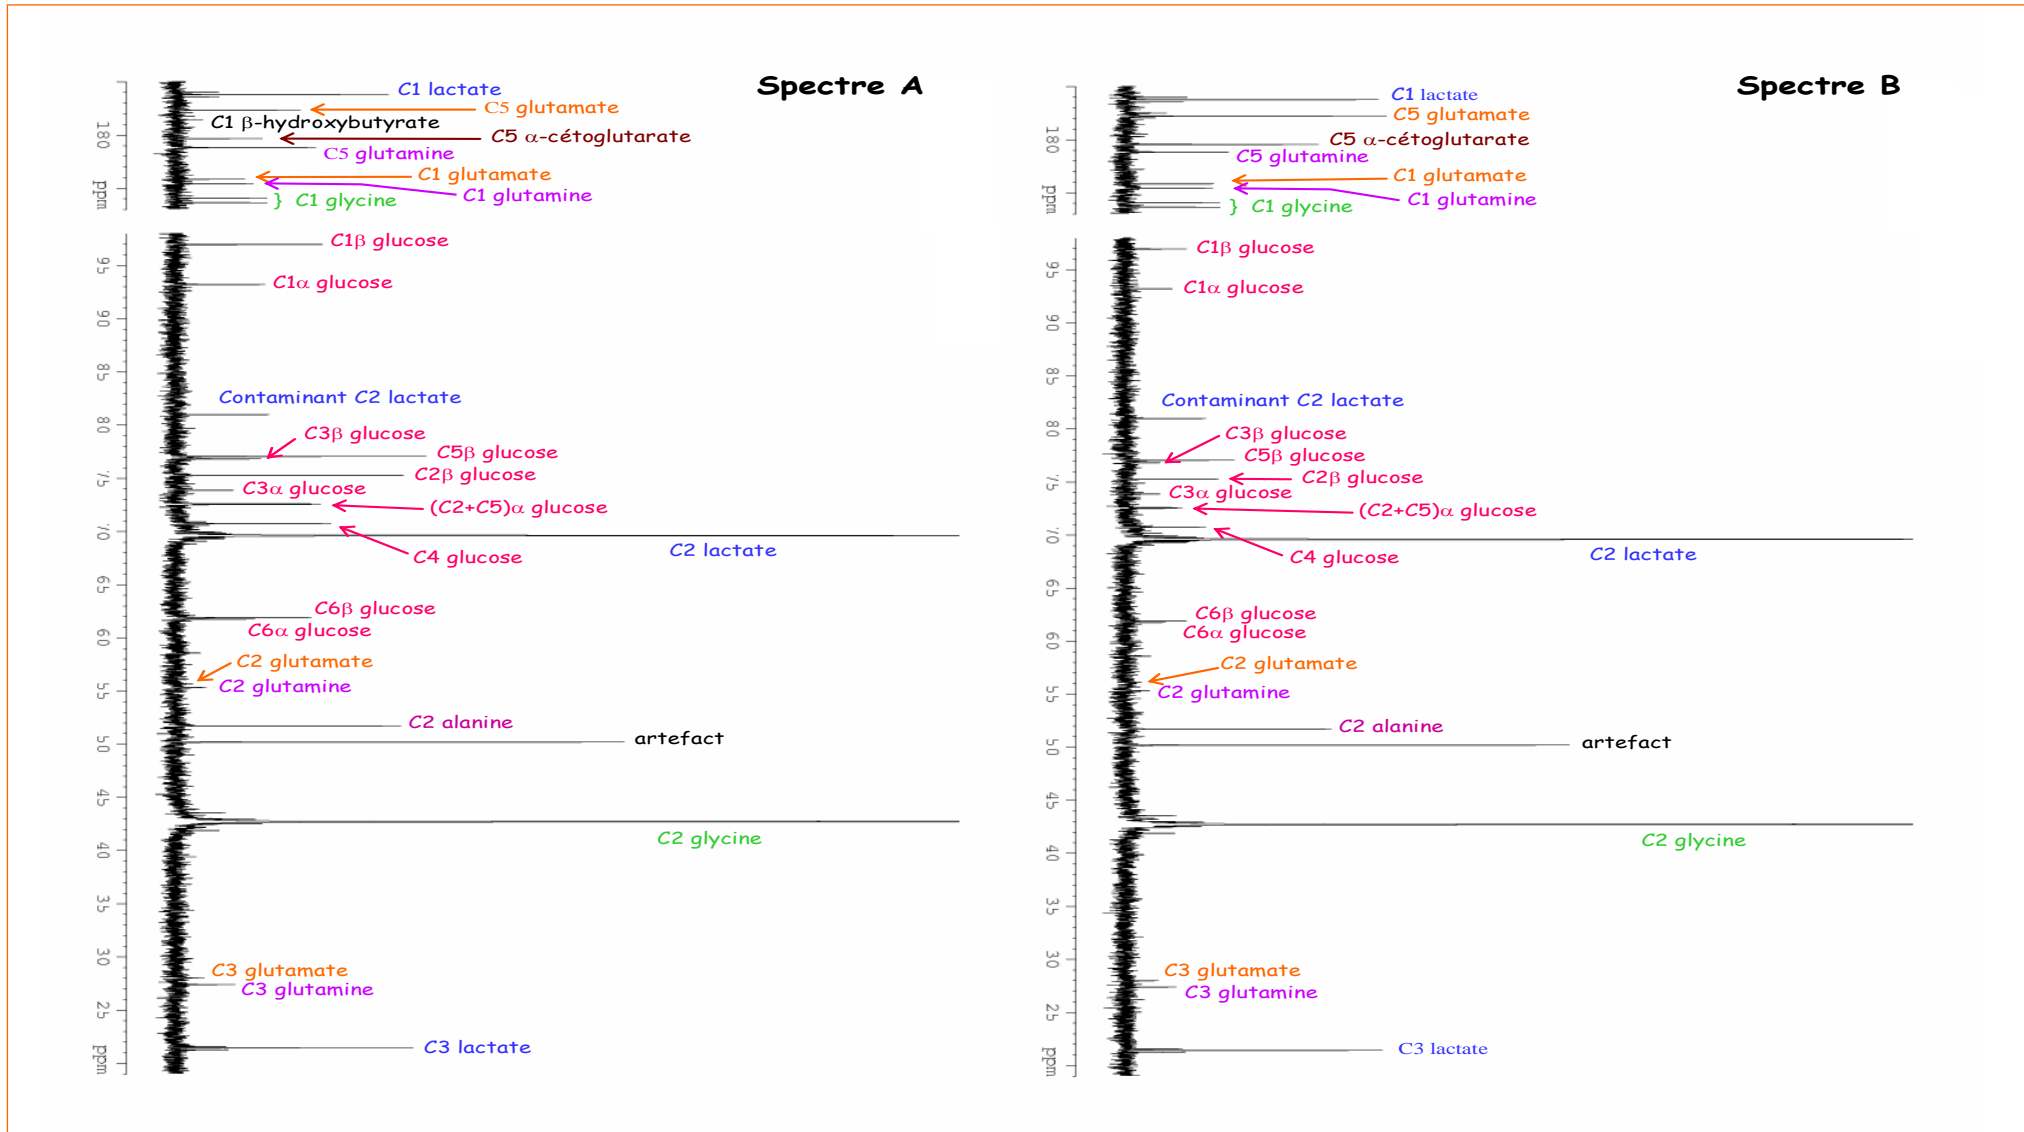 Spectre A
C1 lactate
C5 glutamate
C1 β-hydroxybutyrate
C5 α-cétoglutarate
C5 glutamine
C1 glutamate
C1 glutamine
} C1 glycine
C1β glucose
C1α glucose
Contaminant C2 lactate
C3β glucose
C5β glucose
C2β glucose
C3α glucose
(C2+C5)α glucose
C2 lactate
C4 glucose
C6β glucose
C6α glucose
C2 glutamate
C2 glutamine
C2 alanine
artefact
C2 glycine
C3 glutamate
C3 glutamine
C3 lactate
180
ppm
95
90
85
80
75
70
65
60
55
50
45
40
35
30
25
ppm
Spectre B
C1 lactate
C5 glutamate
C5 α-cétoglutarate
C5 glutamine
C1 glutamate
C1 glutamine
} C1 glycine
C1β glucose
C1α glucose
Contaminant C2 lactate
C3β glucose
C5β glucose
C2β glucose
C3α glucose
(C2+C5)α glucose
C2 lactate
C4 glucose
C6β glucose
C6α glucose
C2 glutamate
C2 glutamine
C2 alanine
artefact
C2 glycine
C3 glutamate
C3 glutamine
C3 lactate
180
ppm
95
90
85
80
75
70
65
60
55
50
45
40
35
30
25
ppm